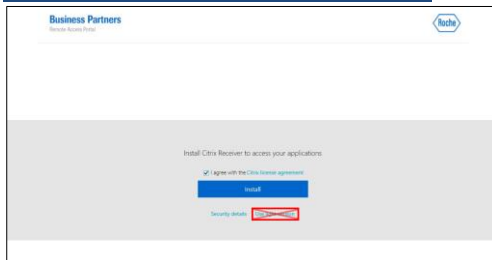 Business Partners
Remote Access Portal
Roche
Install Citrix Receiver to access your applications
I agree with the Citrix license agreement
Install
Security details